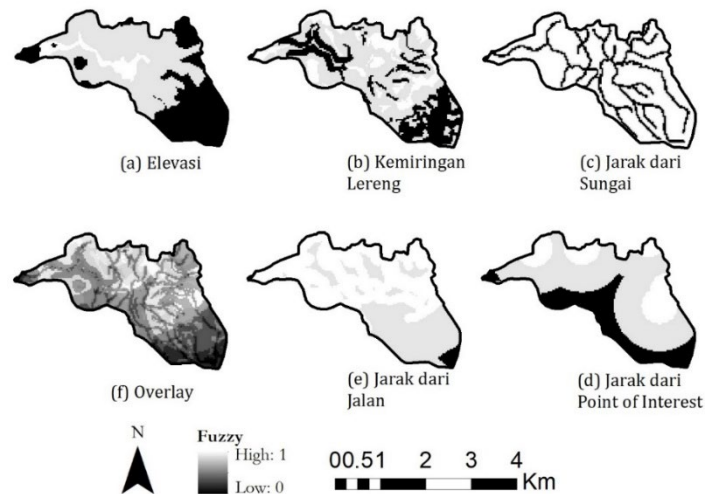 (a) Elevasi
(b) Kemiringan
Lereng
(c) Jarak dari
Sungai
(f) Overlay
(e) Jarak dari
Jalan
(d) Jarak dari
Point of Interest
N
Fuzzy
High: 1
Low: 0
00.51 2 3 4
Km